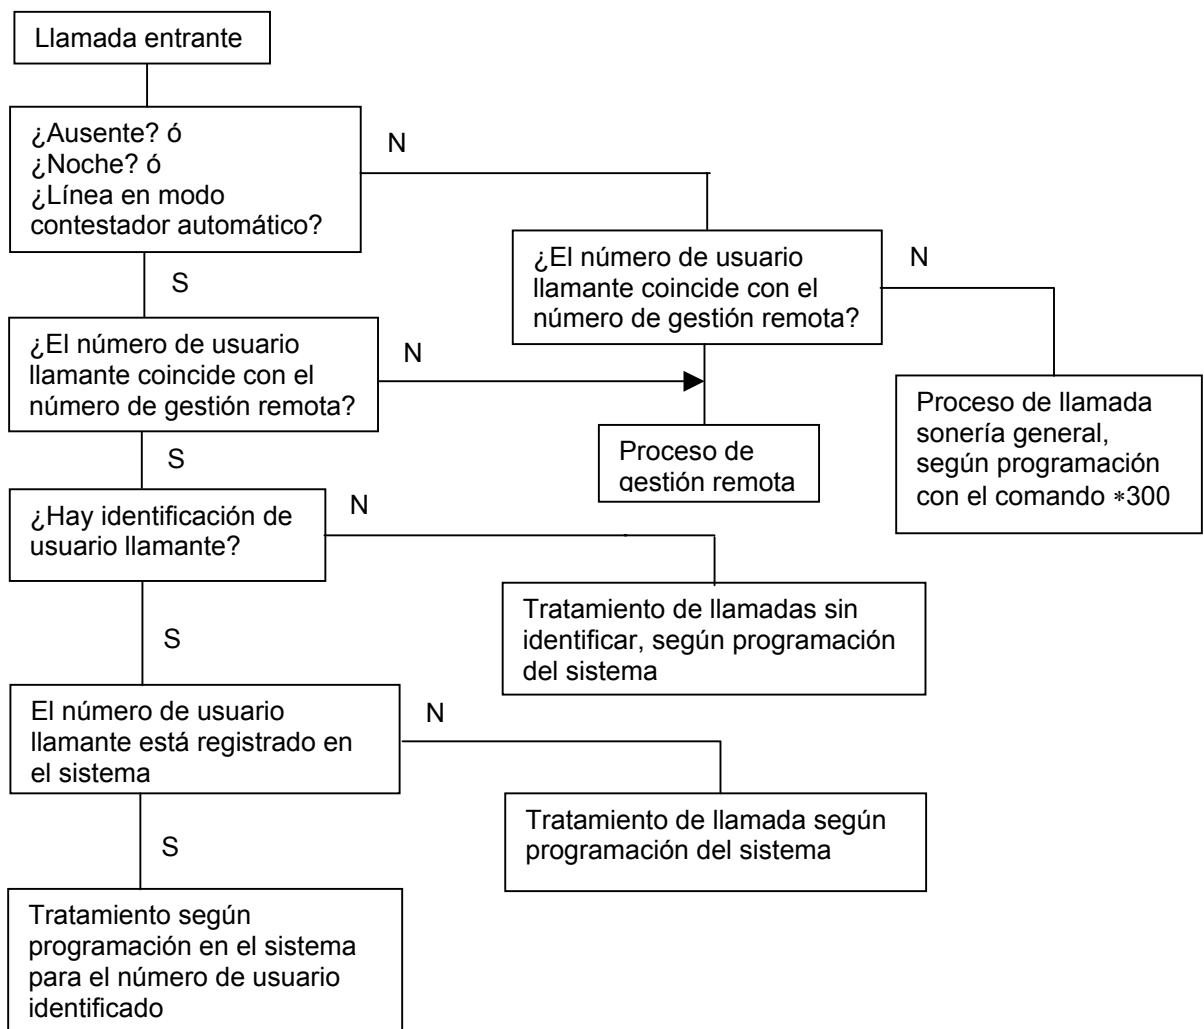 Llamada entrante
¿Ausente? ó
¿Noche? ó
¿Línea en modo
contestador automático?
N
S
¿El número de usuario
llamante coincide con el
número de gestión remota?
N
¿El número de usuario
llamante coincide con el
número de gestión remota?
N
S
Proceso de
gestión remota
Proceso de llamada
sonería general,
según programación
con el comando *300
¿Hay identificación de
usuario llamante?
N
S
Tratamiento de llamadas sin
identificar, según programación
del sistema
El número de usuario
llamante está registrado en
el sistema
N
S
Tratamiento de llamada según
programación del sistema
Tratamiento según
programación en el sistema
para el número de usuario
identificado